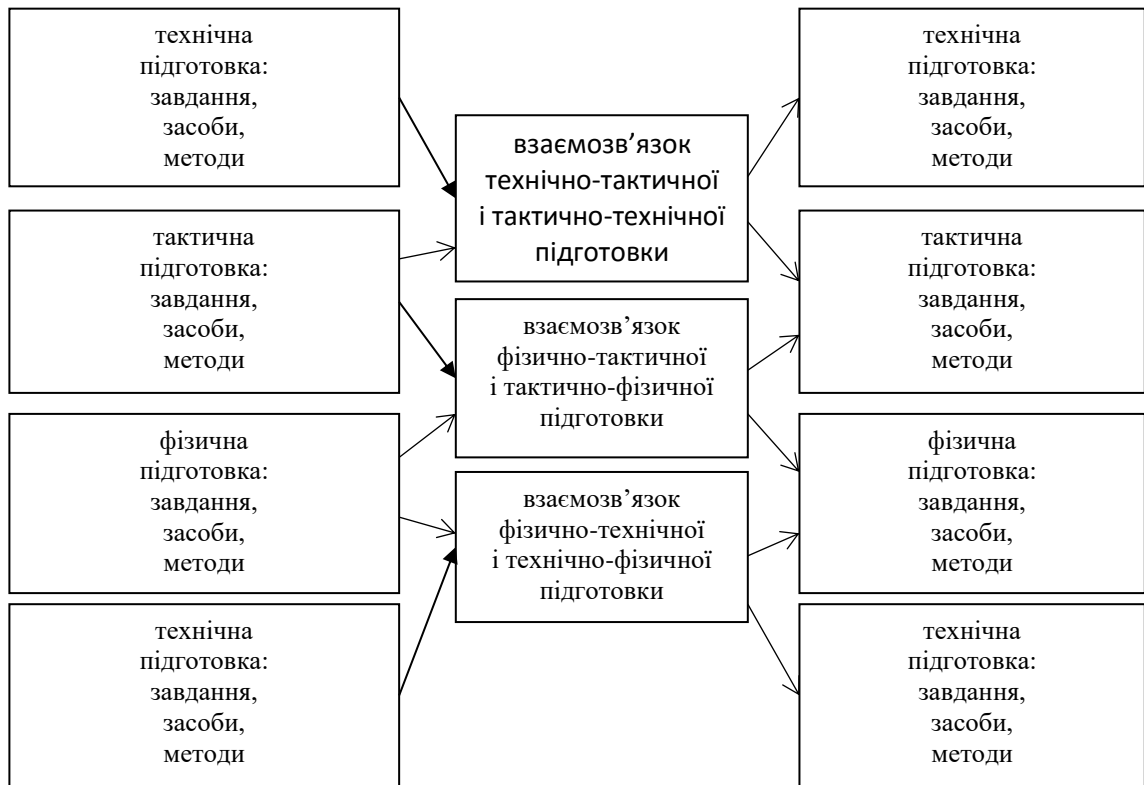 технічна
підготовка:
завдання,
засоби,
методи
тактична
підготовка:
завдання,
засоби,
методи
фізична
підготовка:
завдання,
засоби,
методи
технічна
підготовка:
завдання,
засоби,
методи
взаємозв’язок
технічно-тактичної
і тактично-технічної
підготовки
взаємозв’язок
фізично-тактичної
і тактично-фізичної
підготовки
взаємозв’язок
фізично-технічної
і технічно-фізичної
підготовки
технічна
підготовка:
завдання,
засоби,
методи
тактична
підготовка:
завдання,
засоби,
методи
фізична
підготовка:
завдання,
засоби,
методи
технічна
підготовка:
завдання,
засоби,
методи